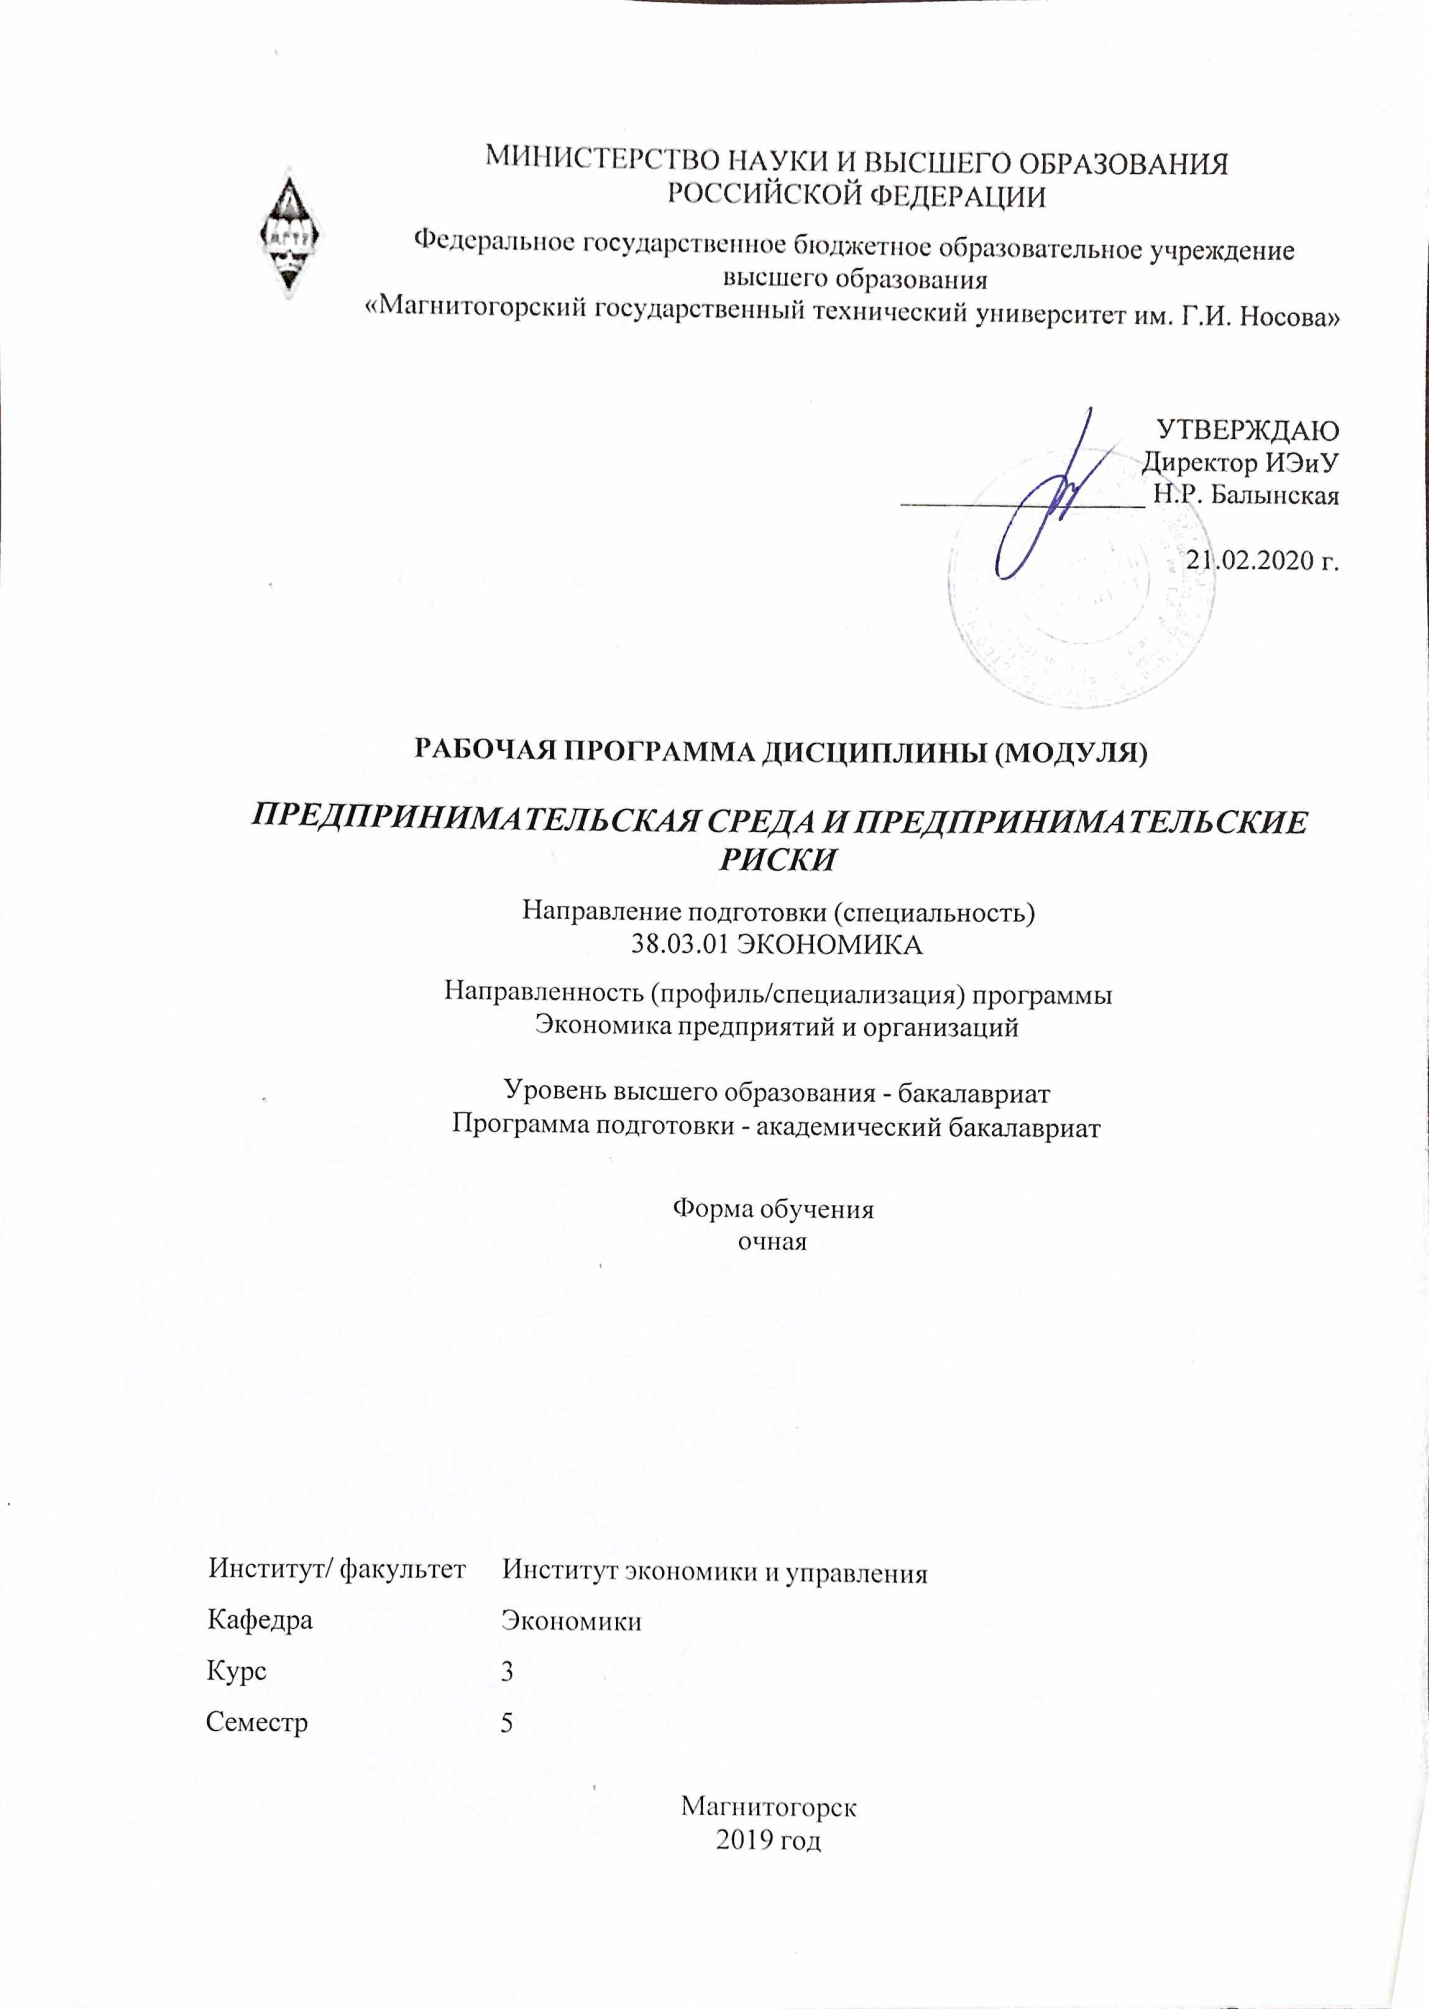 МИНИСТЕРСТВО НАУКИ И ВЫСШЕГО ОБРАЗОВАНИЯ
РОССИЙСКОЙ ФЕДЕРАЦИИ
Федеральное государственное бюджетное образовательное учреждение
высшего образования
«Магнитогорский государственный технический университет им. Г.И. Носова»
МГТУ
УТВЕРЖДАЮ
Директор ИЭиУ
Н.Р. Балынская
21.02.2020 г.
РАБОЧАЯ ПРОГРАММА ДИСЦИПЛИНЫ (МОДУЛЯ)
ПРЕДПРИНИМАТЕЛЬСКАЯ СРЕДА И ПРЕДПРИНИМАТЕЛЬСКИЕ
РИСКИ
Направление подготовки (специальность)
38.03.01 ЭКОНОМИКА
Направленность (профиль/специализация) программы
Экономика предприятий и организаций
Уровень высшего образования - бакалавриат
Программа подготовки - академический бакалавриат
Форма обучения
очная
Институт/ факультет Институт экономики и управления
Кафедра Экономики
Курс 3
Семестр 5
Магнитогорск
2019 год